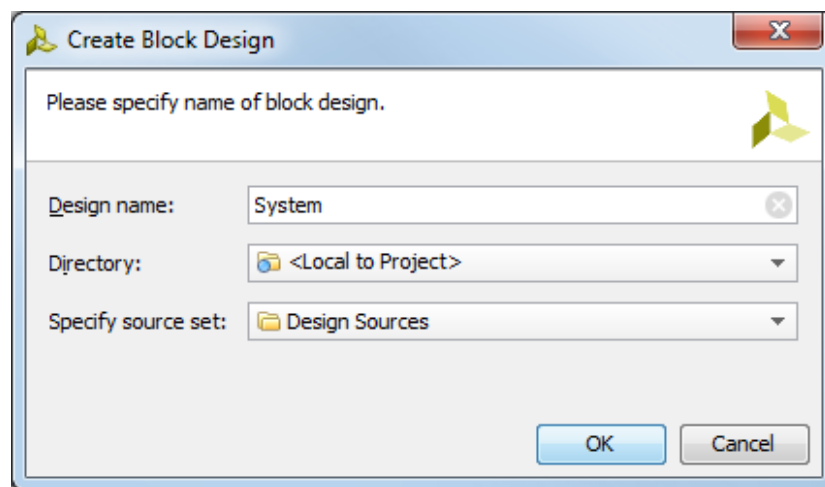 Create Block Design
Please specify name of block design.
Design name: System
Directory: <Local to Project>
Specify source set: Design Sources
OK Cancel